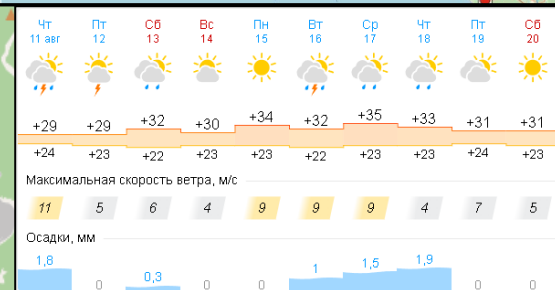 Чт Пт Сб Вс Пн Вт Ср Чт Пт Сб
11 авг 12 13 14 15 16 17 18 19 20
+29 +29 +32 +30 +34 +32 +35 +33 +31 +31
+24 +23 +22 +23 +23 +22 +23 +23 +24 +23
Максимальная скорость ветра, м/с
11 5 6 4 9 9 9 4 7 5
Осадки, мм
1,8 0 0,3 0 0 1 1,5 1,9 0 0